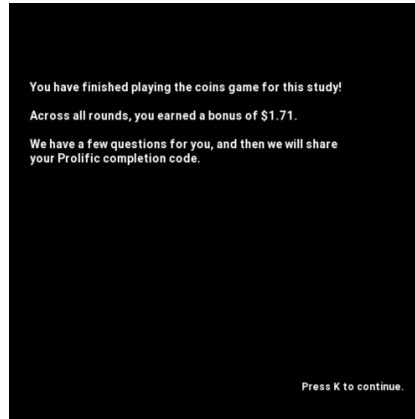 You have finished playing the coins game for this study!
Across all rounds, you earned a bonus of $1.71.
We have a few questions for you, and then we will share
your Prolific completion code.
Press K to continue.